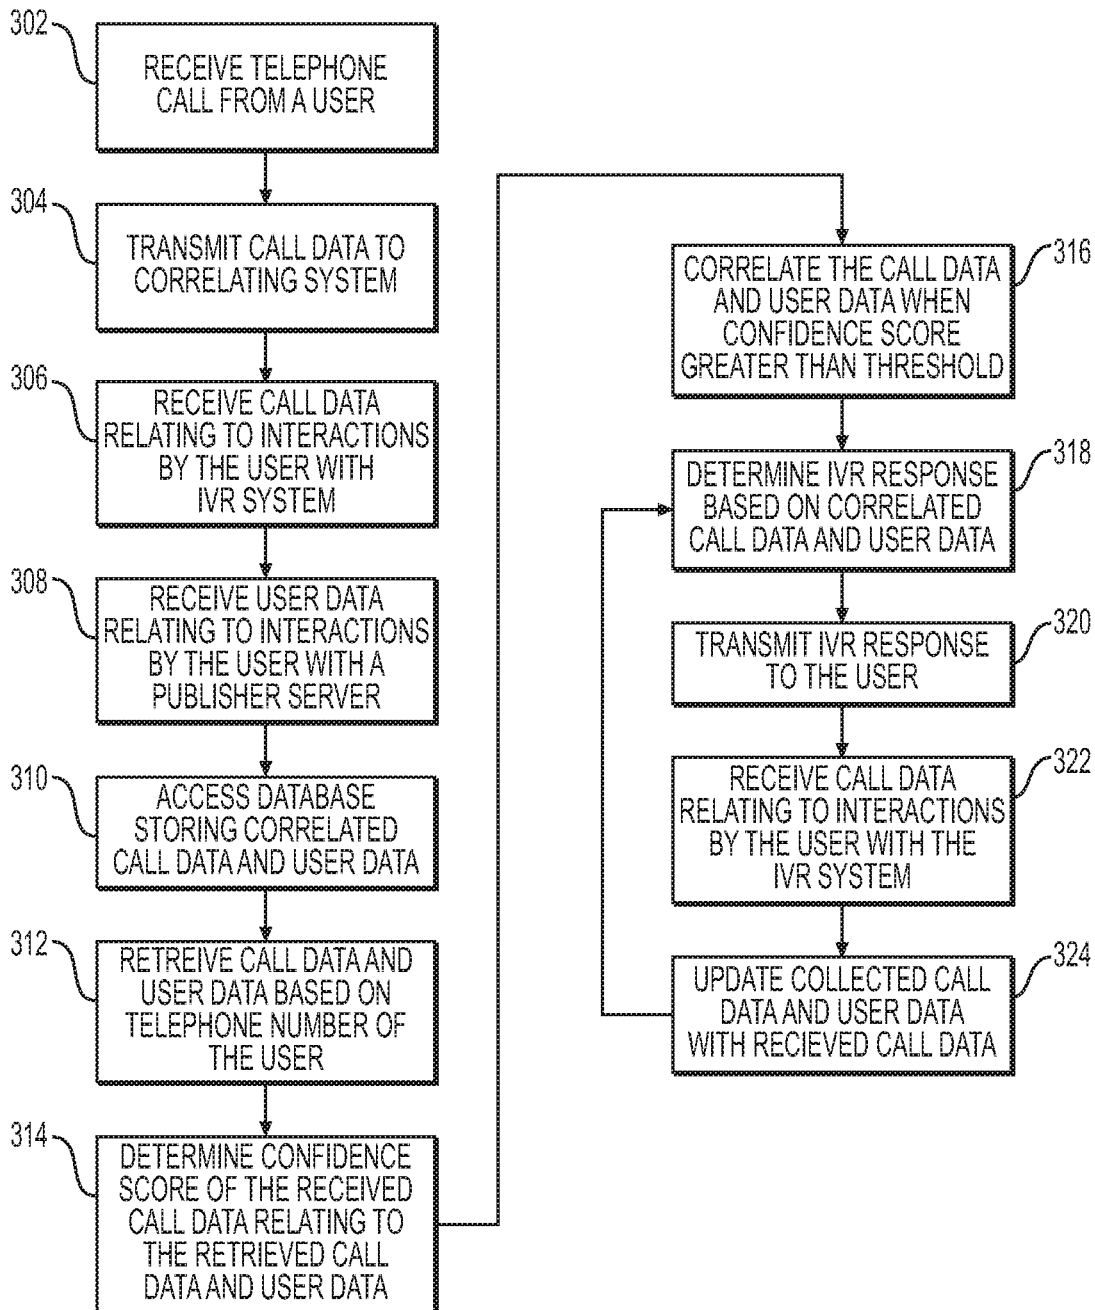 302
RECEIVE TELEPHONE
CALL FROM A USER
304
TRANSMIT CALL DATA TO
CORRELATING SYSTEM
306
RECEIVE CALL DATA
RELATING TO INTERACTIONS
BY THE USER WITH
IVR SYSTEM
308
RECEIVE USER DATA
RELATING TO INTERACTIONS
BY THE USER WITH A
PUBLISHER SERVER
310
ACCESS DATABASE
STORING CORRELATED
CALL DATA AND USER DATA
312
RETREIVE CALL DATA AND
USER DATA BASED ON
TELEPHONE NUMBER OF
THE USER
314
DETERMINE CONFIDENCE
SCORE OF THE RECEIVED
CALL DATA RELATING TO
THE RETRIEVED CALL
DATA AND USER DATA
316
CORRELATE THE CALL DATA
AND USER DATA WHEN
CONFIDENCE SCORE
GREATER THAN THRESHOLD
318
DETERMINE IVR RESPONSE
BASED ON CORRELATED
CALL DATA AND USER DATA
320
TRANSMIT IVR RESPONSE
TO THE USER
322
RECEIVE CALL DATA
RELATING TO INTERACTIONS
BY THE USER WITH THE
IVR SYSTEM
324
UPDATE COLLECTED CALL
DATA AND USER DATA
WITH RECIEVED CALL DATA